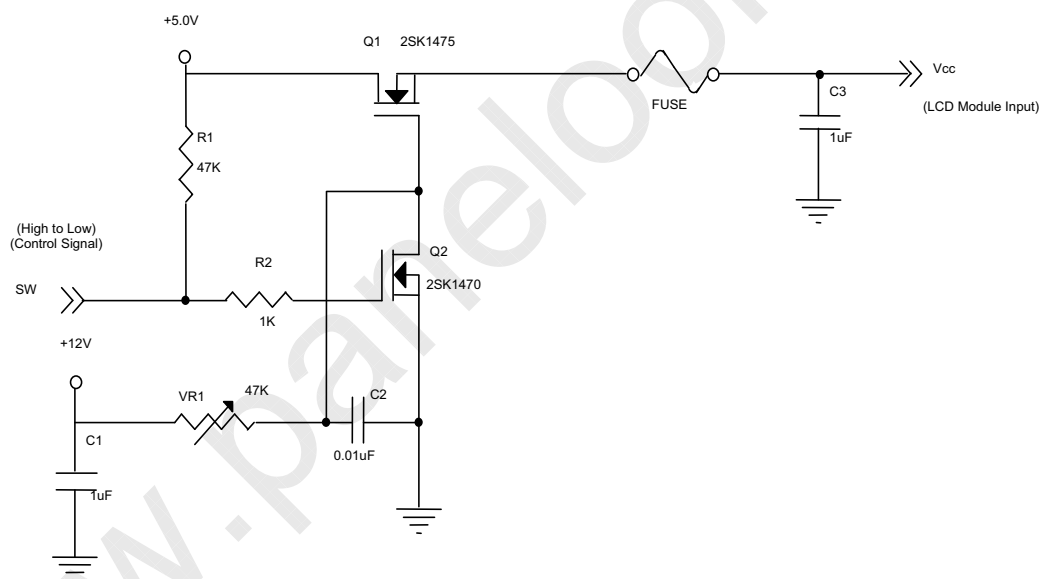 +5.0V
Q1 2SK1475
Vcc
FUSE
C3
(LCD Module Input)
1uF
R1
47K
(High to Low)
(Control Signal)
Q2
R2
2SK1470
SW
1K
+12V
VR1
47K
C2
C1
0.01uF
1uF
w.paneloo